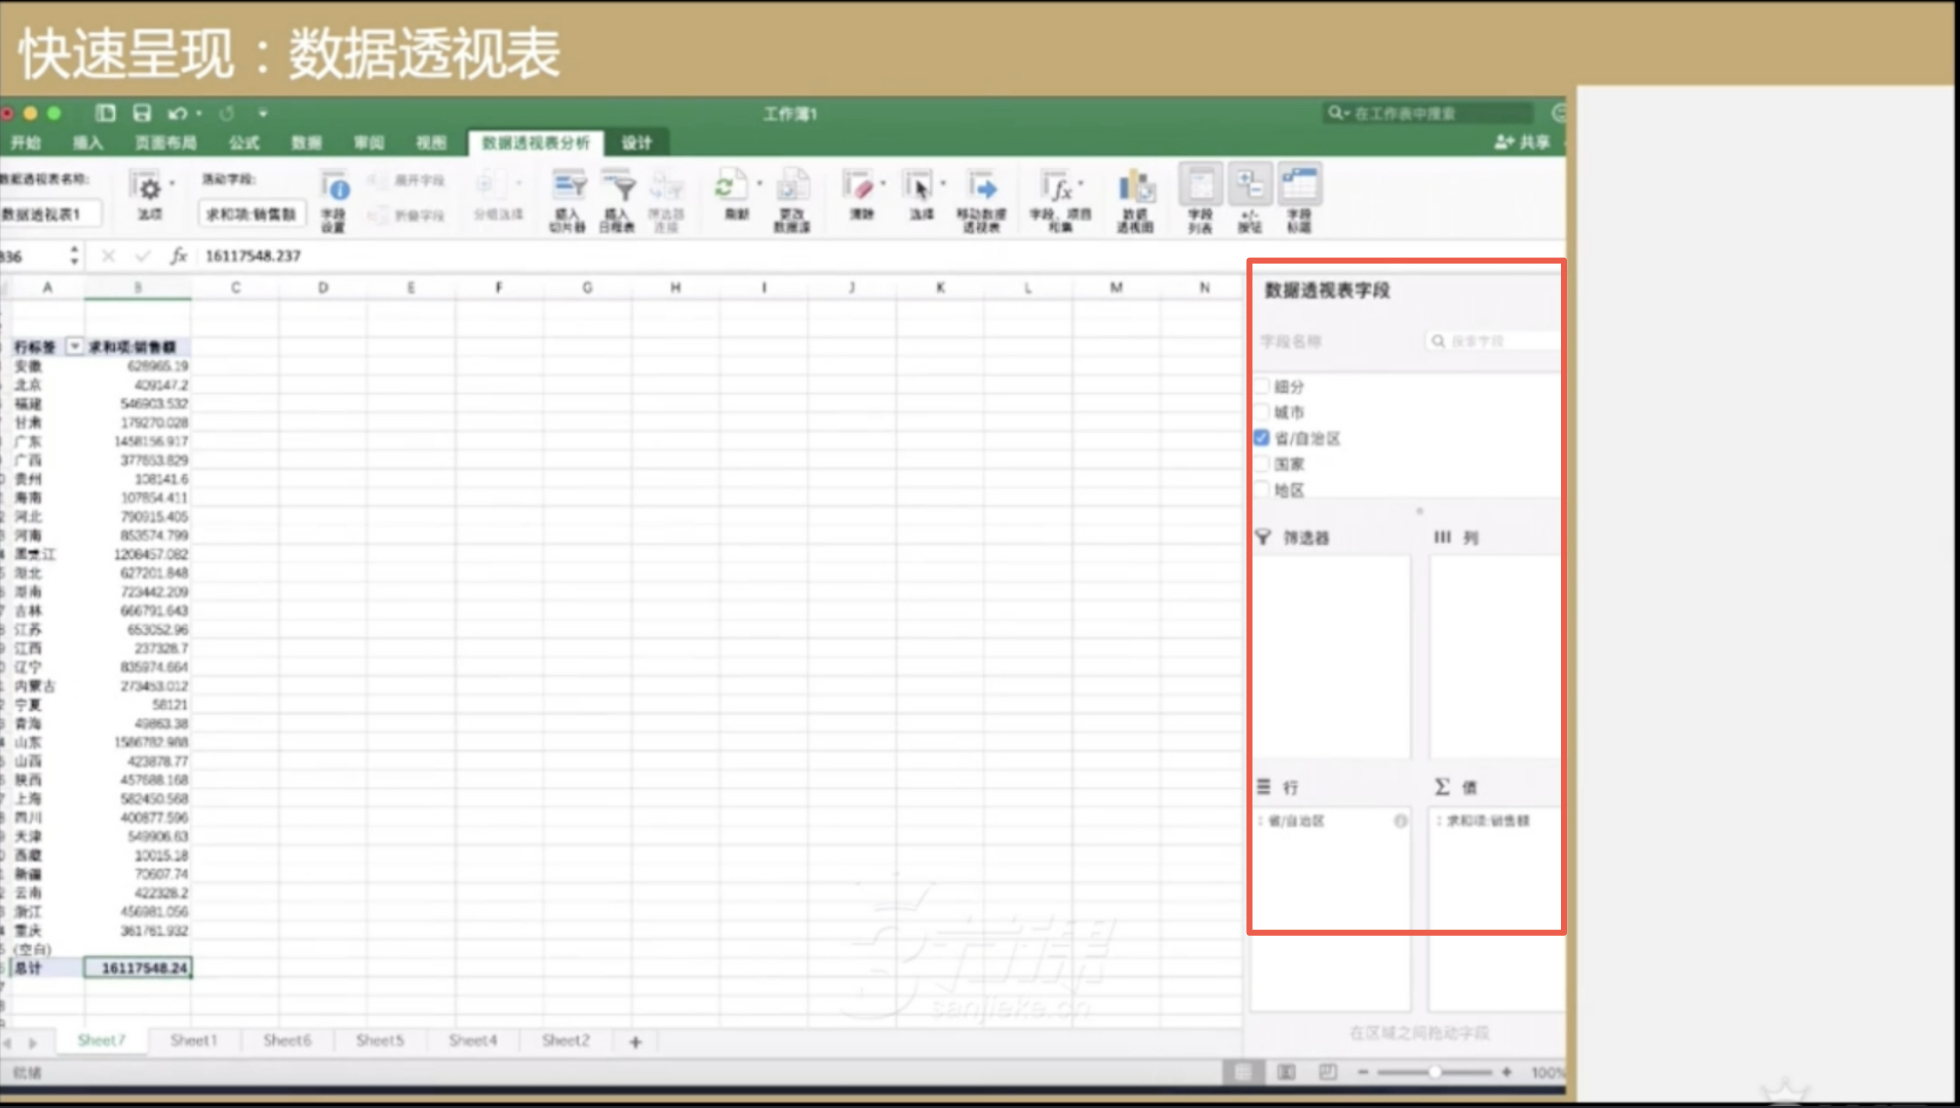 快速呈现：数据透视表
工作簿1
在工作表中搜索
开始 插入 页面布局 公式 数据 审阅 视图 数据透视表分析 设计 共享
数据透视表名称: 活动字段:
数据透视表1 选项 求和项:销售额 字段设置 展开字段 折叠字段 分组选择 插入切片器 插入日程表 筛选器连接 刷新 更改数据源 清除 选择 移动数据透视表 字段、项目和集 数据透视图 字段列表 +/-按钮 字段标题
B36 fx 16117548.237
A B C D E F G H I J K L M N
行标签 求和项:销售额
安徽 628965.19
北京 409147.2
福建 546903.532
甘肃 179270.028
广东 1458156.917
广西 377653.829
贵州 108141.6
海南 107854.411
河北 790915.405
河南 853574.799
黑龙江 1206457.082
湖北 627201.848
湖南 723442.209
吉林 666791.643
江苏 653052.96
江西 237328.7
辽宁 835974.664
内蒙古 273453.012
宁夏 58121
青海 49863.38
山东 1586782.988
山西 423878.77
陕西 457688.168
上海 582450.568
四川 400877.596
天津 549906.63
西藏 10015.18
新疆 70607.74
云南 422328.2
浙江 456981.056
重庆 361761.932
(空白)
总计 16117548.24
数据透视表字段
字段名称 搜索字段
细分
城市
省/自治区
国家
地区
筛选器 列
行 值
省/自治区 求和项:销售额
在区域之间拖动字段
三节课
sanjieke.cn
Sheet7 Sheet1 Sheet6 Sheet5 Sheet4 Sheet2 +
就绪 100%